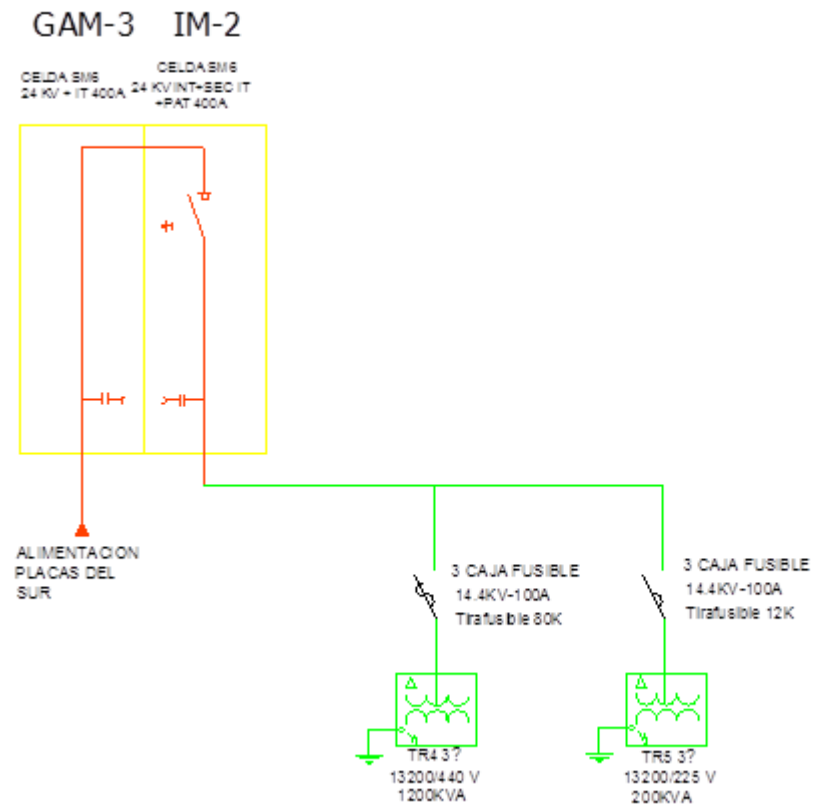 GAM-3 IM-2
CELDA SM6
24 KV + IT 400A
CELDA SM6
24 KV INT+SEC IT
+PAT 400A
ALIMENTACION
PLACAS DEL
SUR
3 CAJA FUSIBLE
14.4KV-100A
Tirafusible 80K
3 CAJA FUSIBLE
14.4KV-100A
Tirafusible 12K
TR4 3?
13200/440 V
1200KVA
TR5 3?
13200/225 V
200KVA